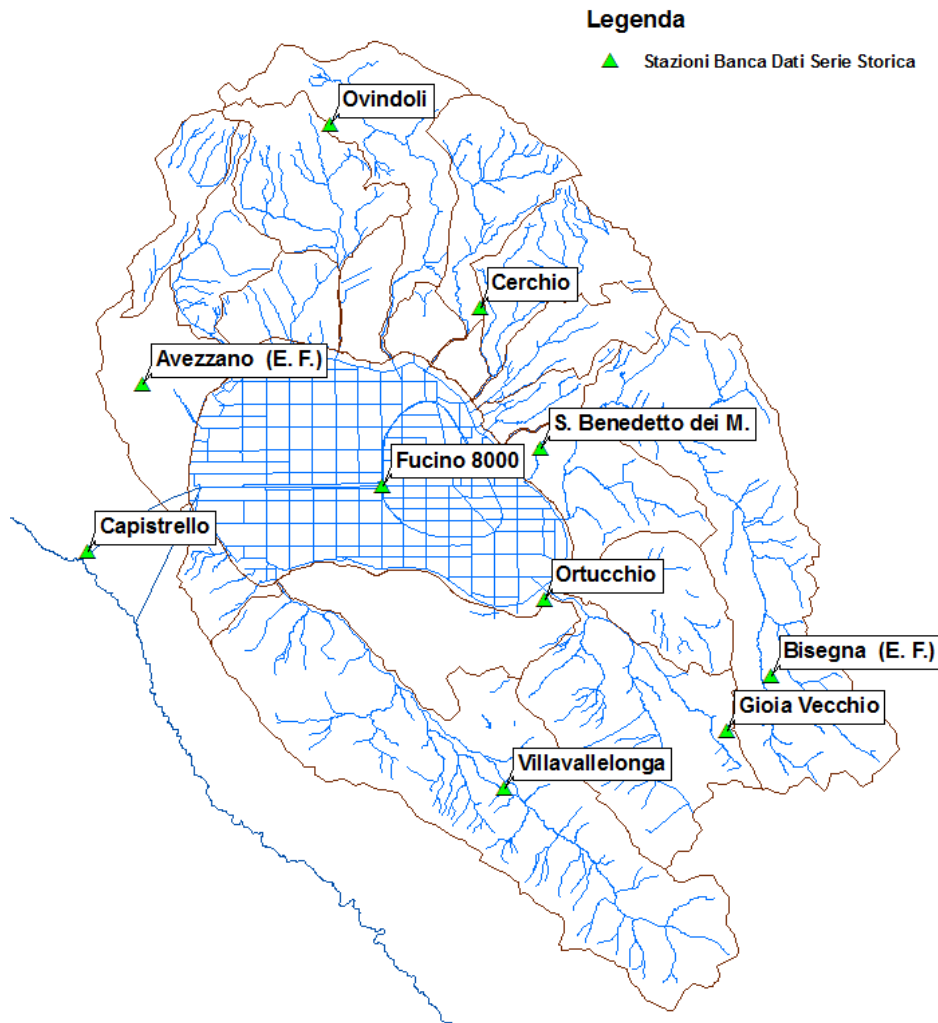 Legenda
Stazioni Banca Dati Serie Storica
Ovindoli
Cerchio
Avezzano (E. F.)
S. Benedetto dei M.
Fucino 8000
Capistrello
Ortucchio
Bisegna (E. F.)
Gioia Vecchio
Villavallelonga